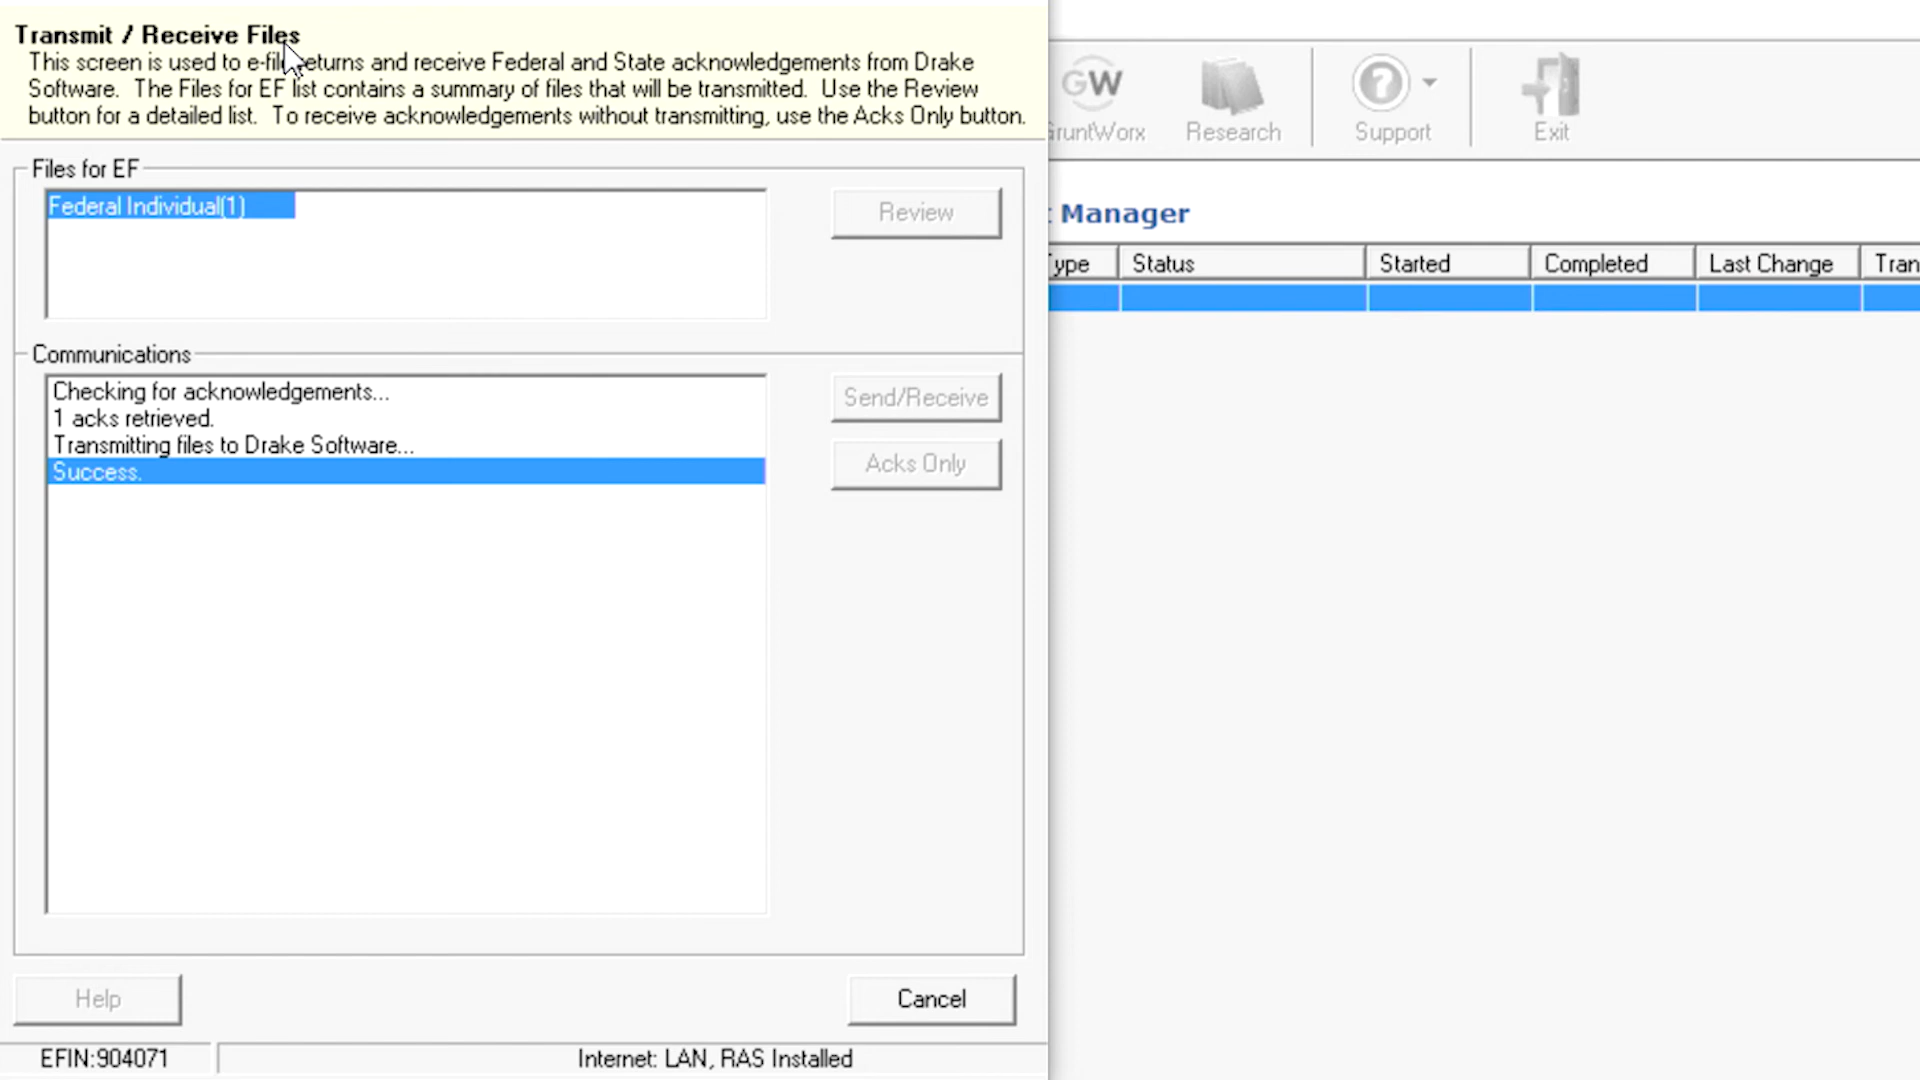 Transmit / Receive Files
This screen is used to e-file returns and receive Federal and State acknowledgements from Drake
Software. The Files for EF list contains a summary of files that will be transmitted. Use the Review
button for a detailed list. To receive acknowledgements without transmitting, use the Acks Only button.
GW
GruntWorx
Research
Support
Exit
Files for EF
Federal Individual(1)
Review
Manager
Type
Status
Started
Completed
Last Change
Tran
Communications
Checking for acknowledgements...
1 acks retrieved.
Transmitting files to Drake Software...
Success.
Send/Receive
Acks Only
Help
Cancel
EFIN:904071
Internet: LAN, RAS Installed